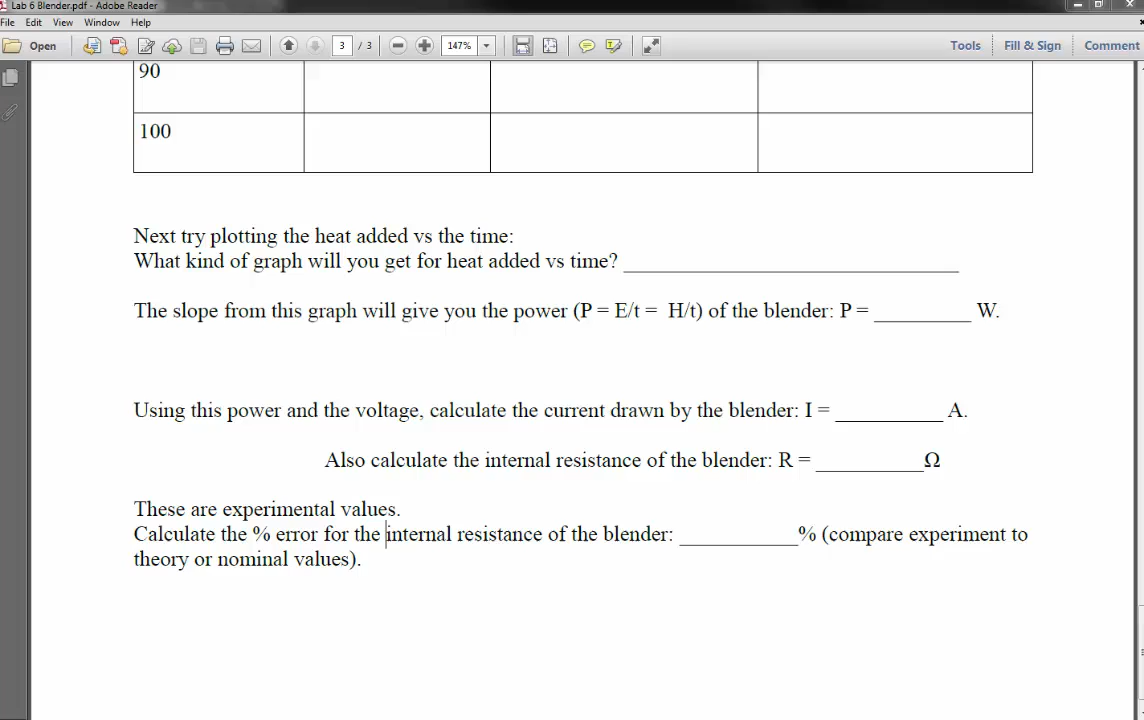 Lab 6 Blender.pdf - Adobe Reader
File Edit View Window Help
Open 3 / 3 147% Tools Fill & Sign Comment
90
100
Next try plotting the heat added vs the time:
What kind of graph will you get for heat added vs time? ______________________________
The slope from this graph will give you the power (P = E/t = H/t) of the blender: P = _________ W.
Using this power and the voltage, calculate the current drawn by the blender: I = __________ A.
Also calculate the internal resistance of the blender: R = __________Ω
These are experimental values.
Calculate the % error for the internal resistance of the blender: ___________% (compare experiment to
theory or nominal values).